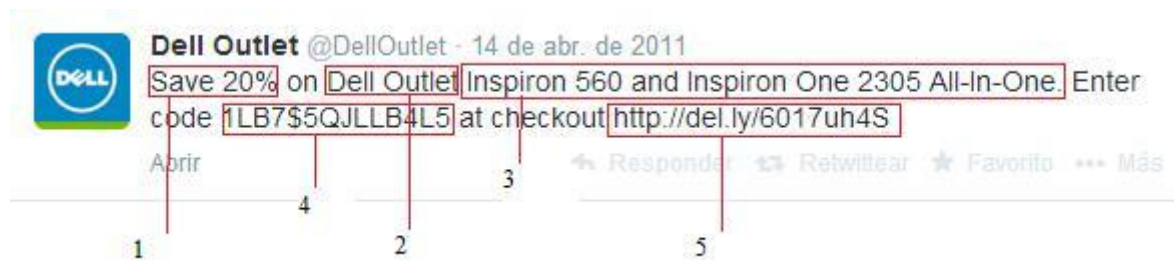 Dell Outlet @DellOutlet · 14 de abr. de 2011
DELL
Save 20% on Dell Outlet Inspiron 560 and Inspiron One 2305 All-In-One. Enter
code 1LB7$5QJLLB4L5 at checkout http://del.ly/6017uh4S
Abrir Responder Retwittear Favorito Más
3
4
1 2 5